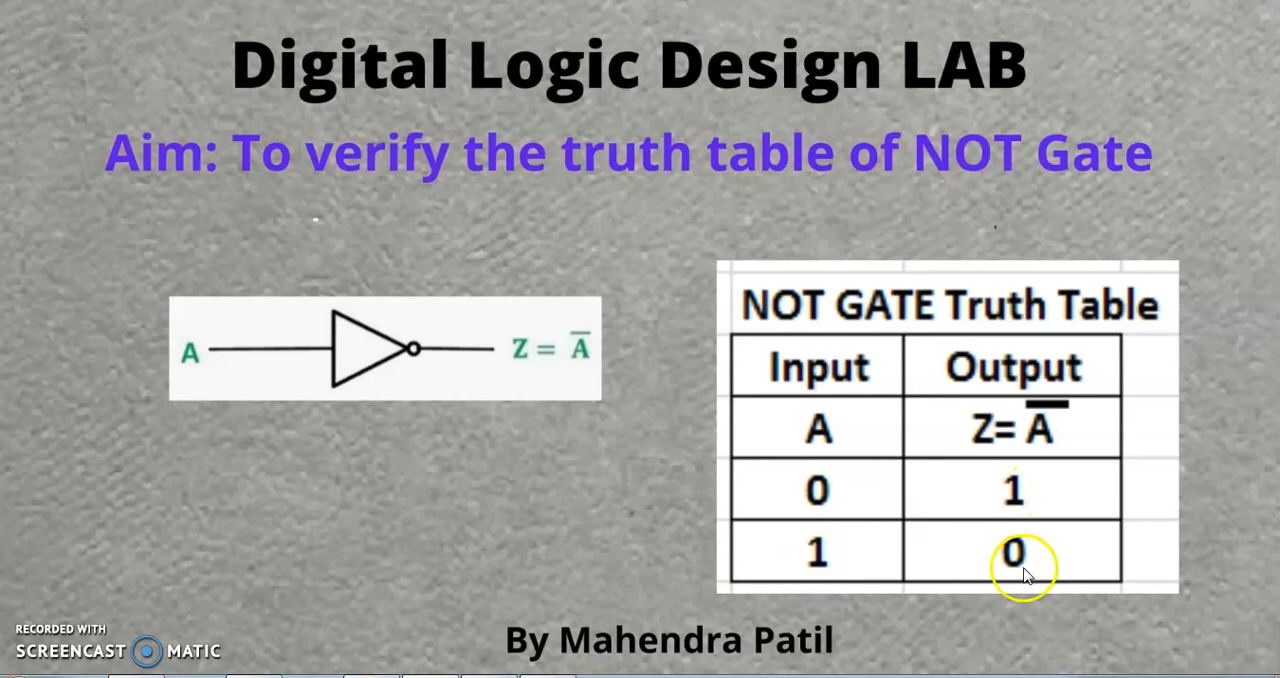 Digital Logic Design LAB
Aim: To verify the truth table of NOT Gate
A
Z = A̅
NOT GATE Truth Table
Input Output
A Z= A̅
0 1
1 0
By Mahendra Patil
RECORDED WITH
SCREENCAST MATIC